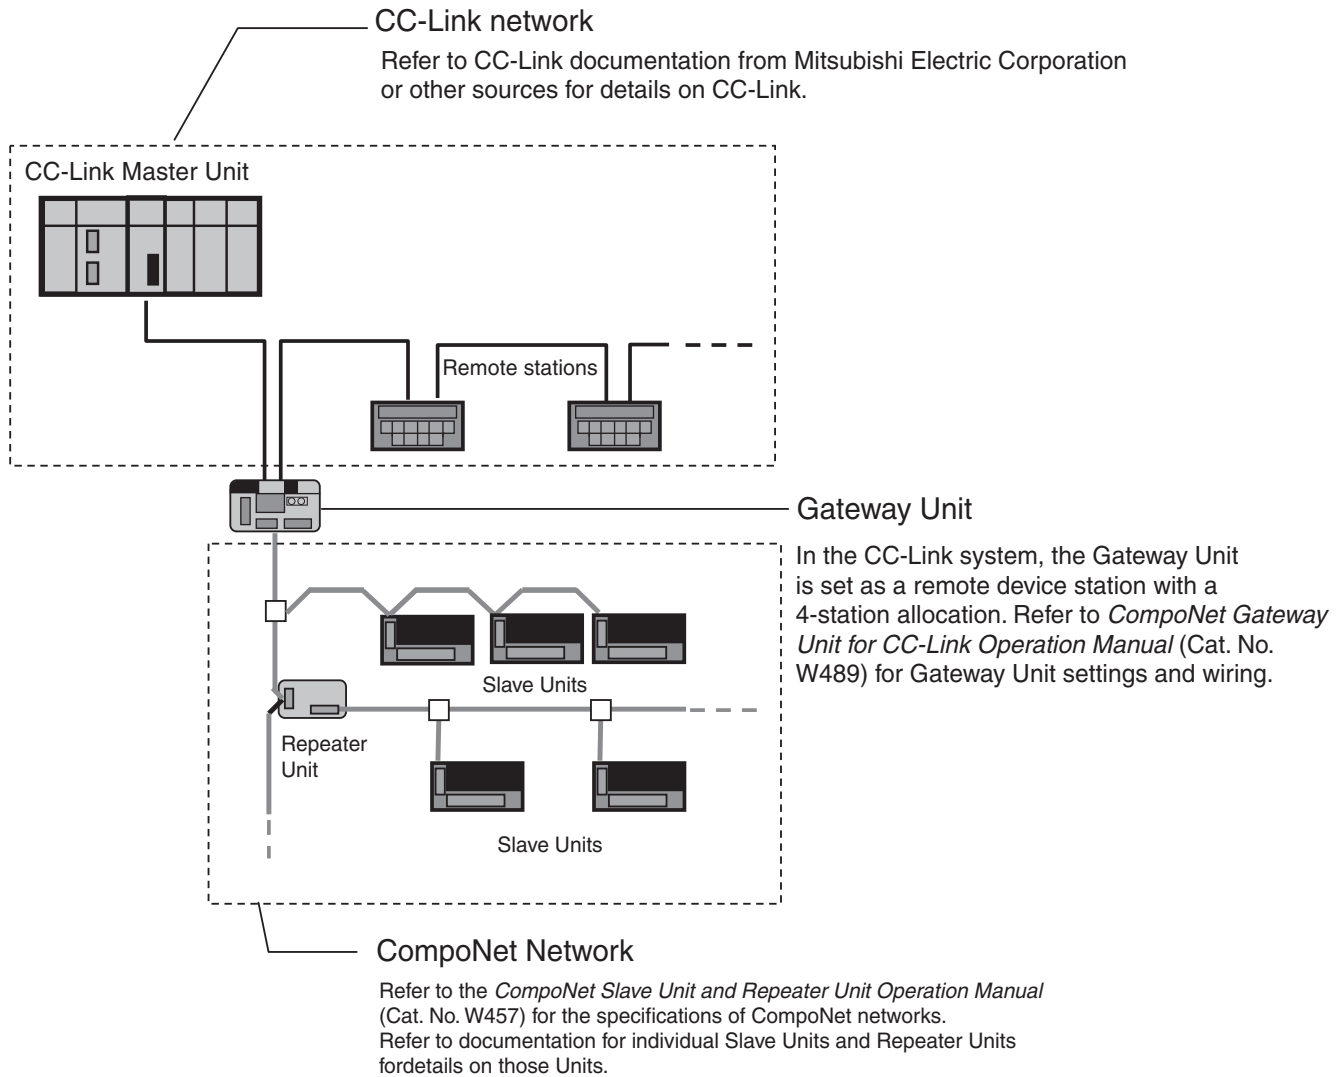 CC-Link network
Refer to CC-Link documentation from Mitsubishi Electric Corporation
or other sources for details on CC-Link.
CC-Link Master Unit
Remote stations
Gateway Unit
In the CC-Link system, the Gateway Unit
is set as a remote device station with a
4-station allocation. Refer to CompoNet Gateway
Unit for CC-Link Operation Manual (Cat. No.
W489) for Gateway Unit settings and wiring.
Slave Units
Repeater
Unit
Slave Units
CompoNet Network
Refer to the CompoNet Slave Unit and Repeater Unit Operation Manual
(Cat. No. W457) for the specifications of CompoNet networks.
Refer to documentation for individual Slave Units and Repeater Units
fordetails on those Units.